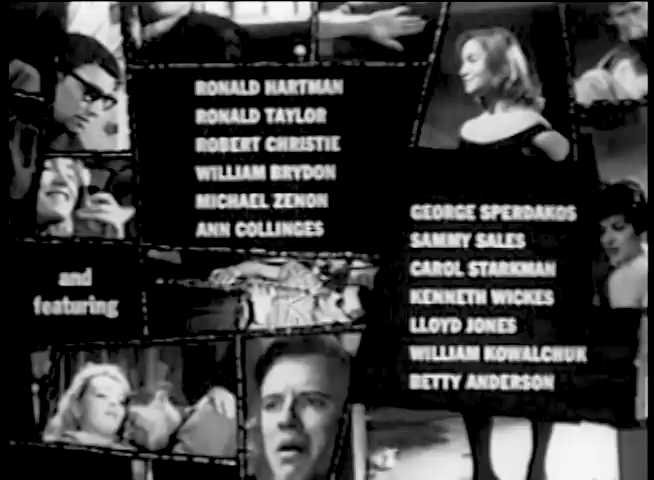 and
featuring
RONALD HARTMAN
RONALD TAYLOR
ROBERT CHRISTIE
WILLIAM BRYDON
MICHAEL ZENON
ANN COLLINGES
GEORGE SPERDAKOS
SAMMY SALES
CAROL STARKMAN
KENNETH WICKES
LLOYD JONES
WILLIAM KOWALCHUK
BETTY ANDERSON